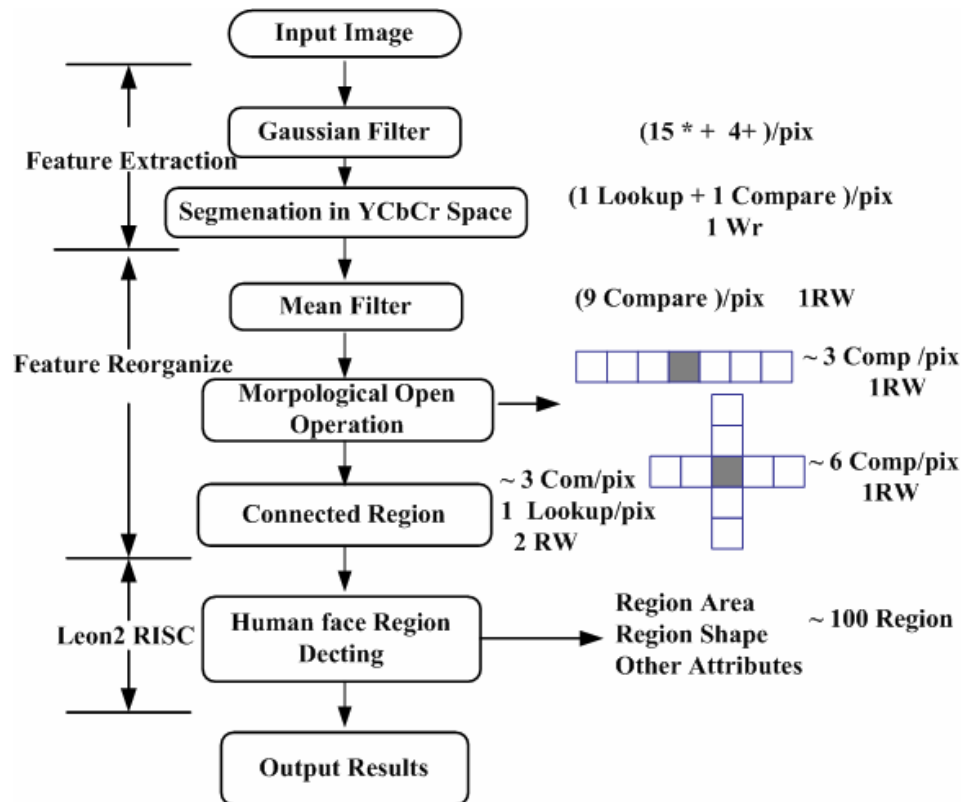 Input Image
Gaussian Filter
(15 * + 4+ )/pix
Feature Extraction
Segmenation in YCbCr Space
(1 Lookup + 1 Compare )/pix
1 Wr
Mean Filter
(9 Compare )/pix 1RW
Feature Reorganize
Morpological Open
Operation
~ 3 Comp /pix
1RW
~ 6 Comp/pix
1RW
Connected Region
~ 3 Com/pix
1 Lookup/pix
2 RW
Leon2 RISC
Human face Region
Decting
Region Area
Region Shape
Other Attributes
~ 100 Region
Output Results